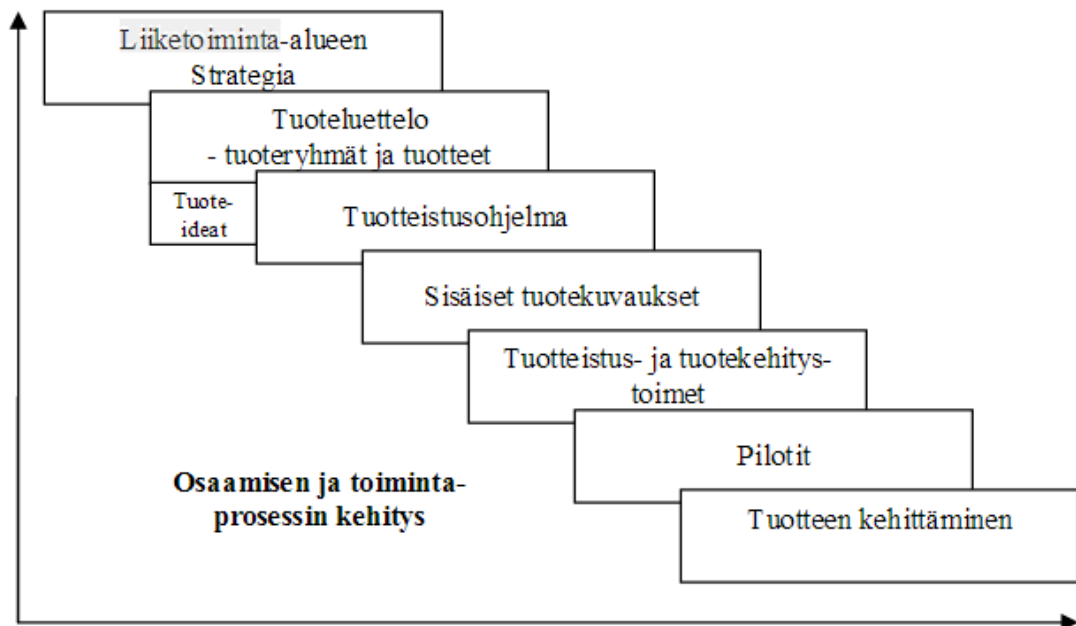 Liiketoiminta-alueen
Strategia
Tuoteluettelo
- tuoteryhmät ja tuotteet
Tuote-
ideat
Tuotteistusohjelma
Sisäiset tuotekuvaukset
Tuotteistus- ja tuotekehitys-
toimet
Pilotit
Osaamisen ja toiminta-
prosessin kehitys
Tuotteen kehittäminen